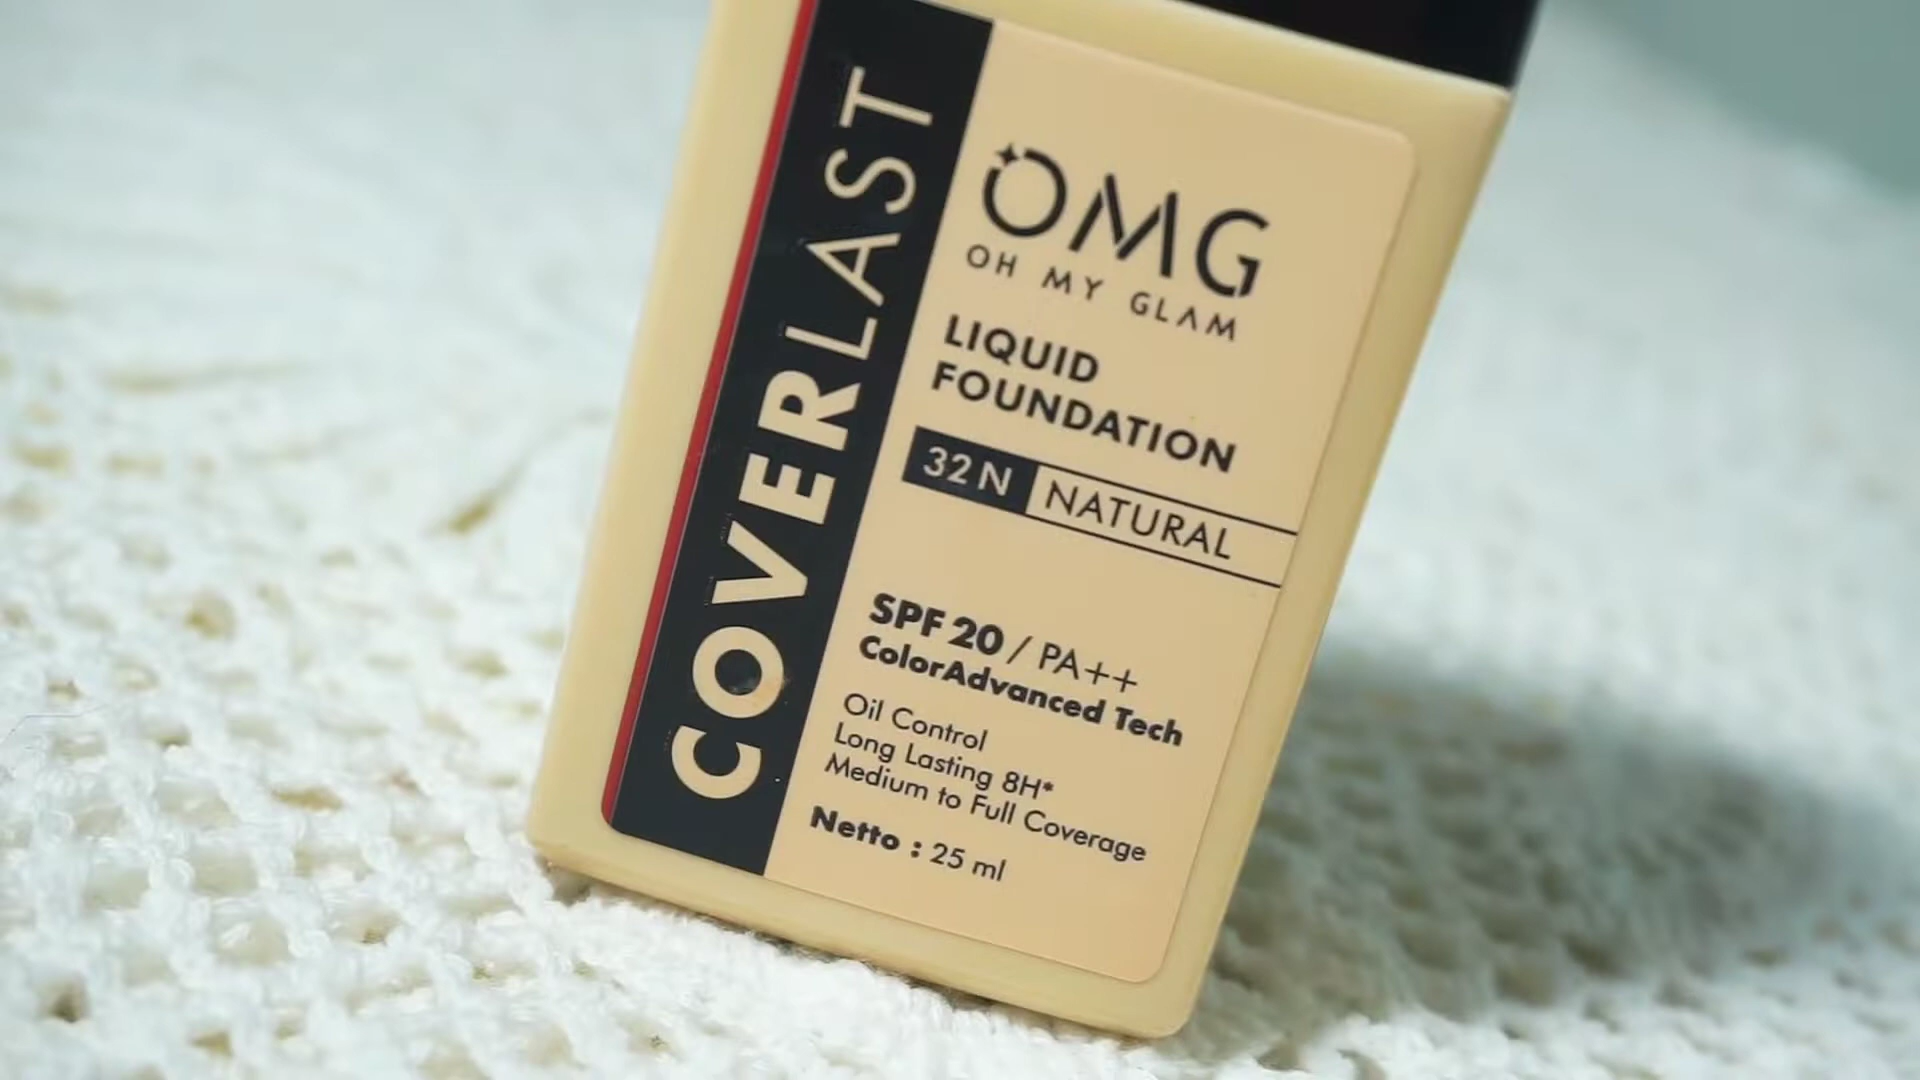 COVERLAST
OMG
OH MY GLAM
LIQUID
FOUNDATION
32N NATURAL
SPF 20 / PA++
ColorAdvanced Tech
Oil Control
Long Lasting 8H*
Medium to Full Coverage
Netto : 25 ml